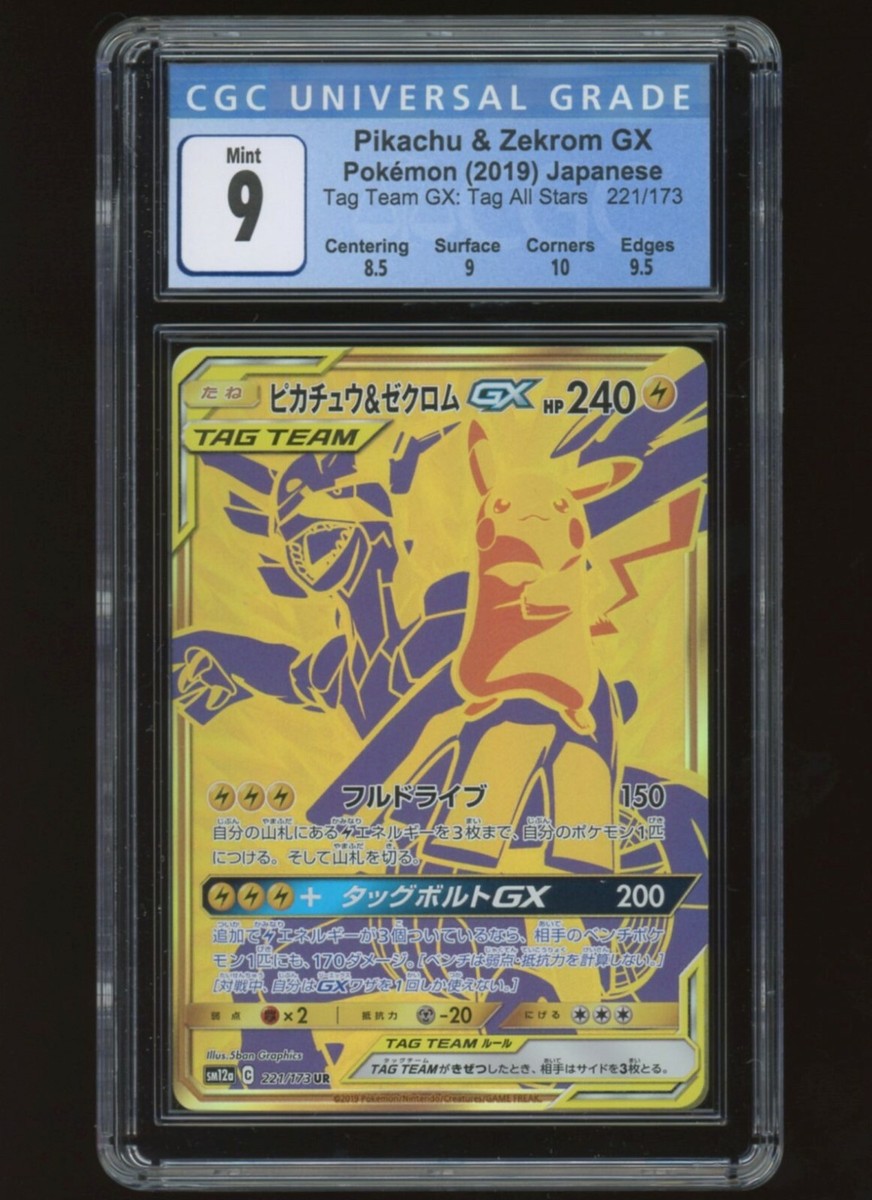 CGC UNIVERSAL GRADE
Mint
9
Pikachu & Zekrom GX
Pokémon (2019) Japanese
Tag Team GX: Tag All Stars 221/173
Centering Surface Corners Edges
8.5 9 10 9.5
たね ピカチュウ&ゼクロム GX HP 240
TAG TEAM
フルドライブ 150
自分の山札にあるエネルギーを3枚まで、自分のポケモン1匹
につける。そして山札を切る。
+ タッグボルトGX 200
追加でエネルギーが3個ついているなら、相手のベンチポケ
モン1匹にも、170ダメージ。[ベンチは弱点・抵抗力を計算しない。]
[対戦中、自分はGXワザを1回しか使えない。]
弱点 ×2 抵抗力 -20 にげる
TAG TEAM ルール
TAG TEAMがきぜつしたとき、相手はサイドを3枚とる。
Illus.5ban Graphics
sm12a C 221/173 UR
©2019 Pokémon/Nintendo/Creatures/GAME FREAK.